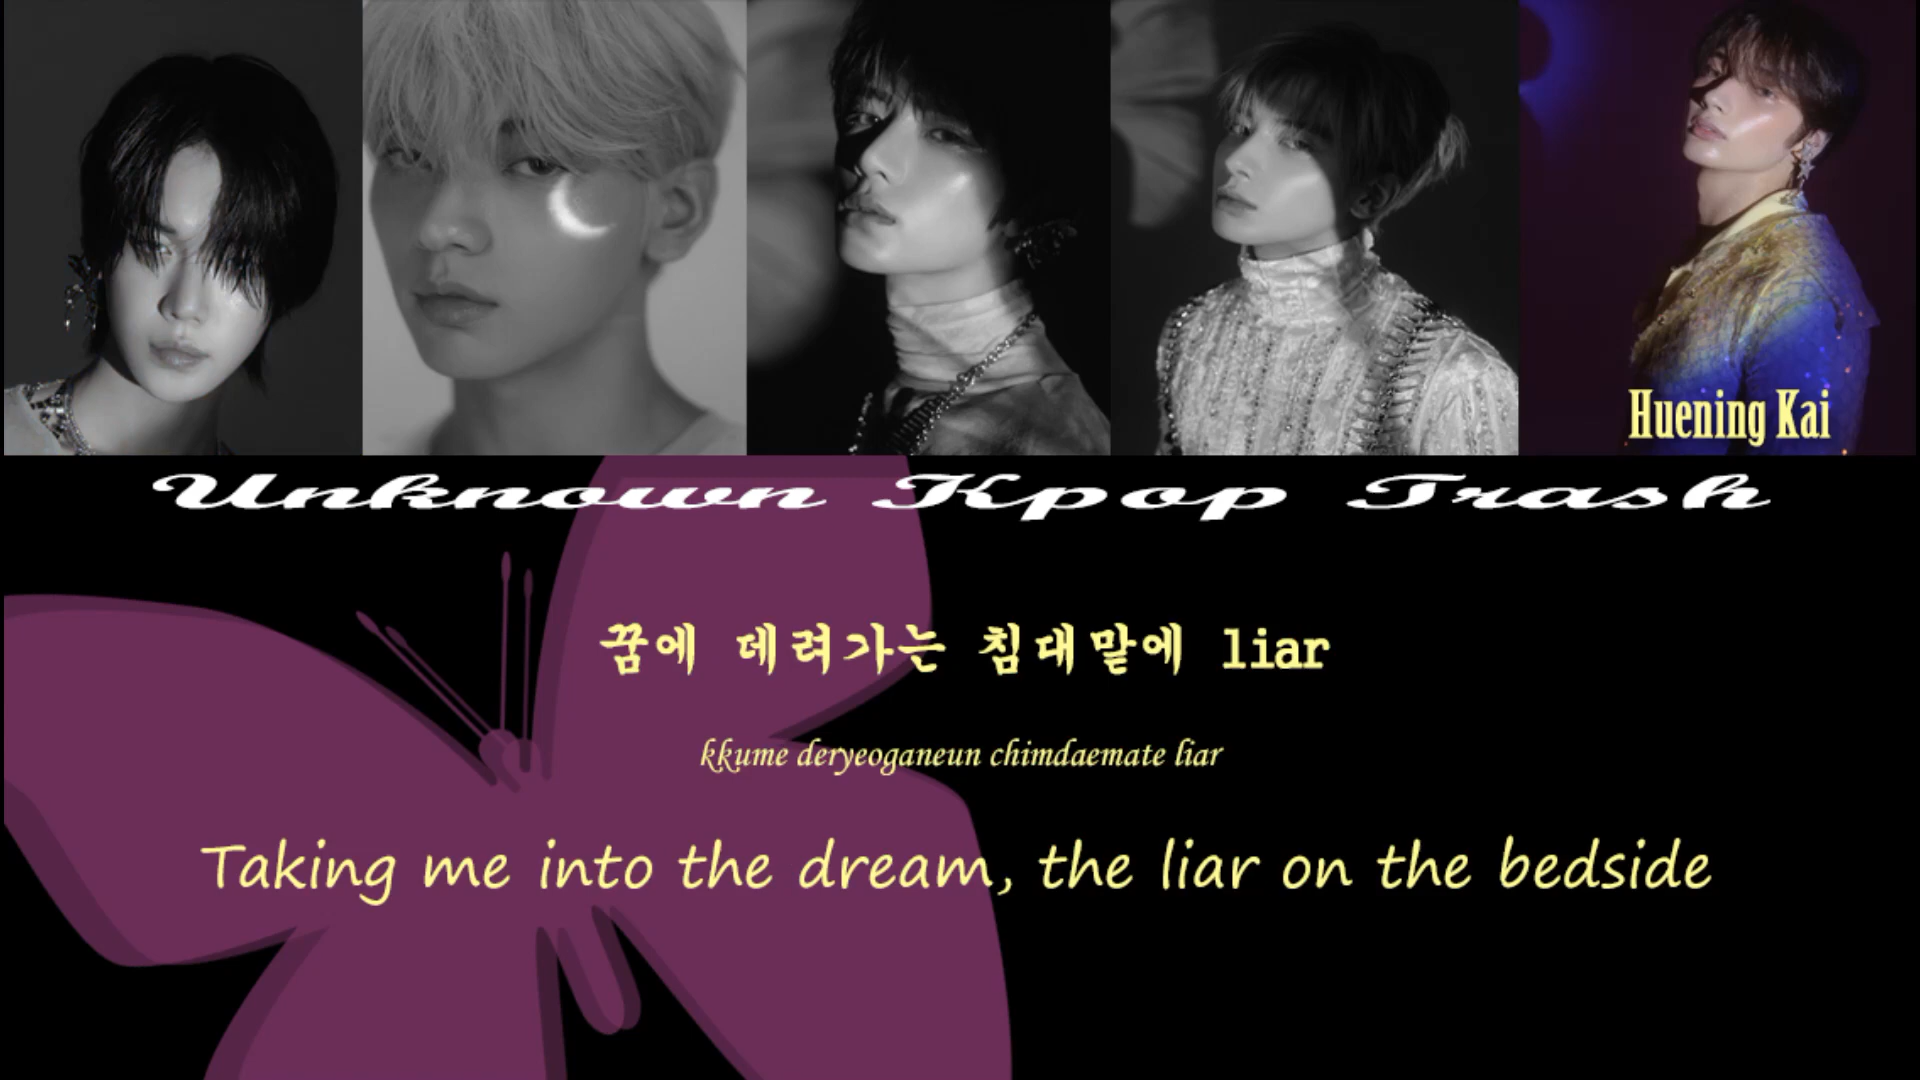 Huening Kai
Unknown Kpop Trash
꿈에 데려가는 침대맡에 liar
kkume deryeoganeun chimdaemate liar
Taking me into the dream, the liar on the bedside